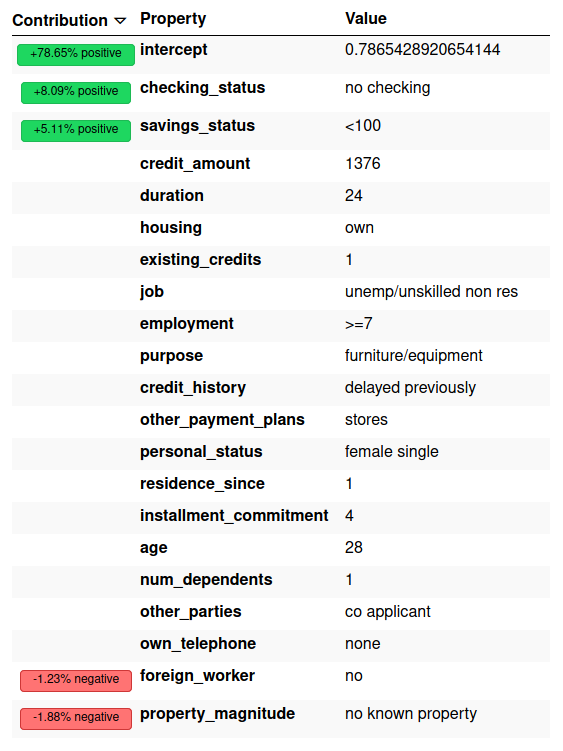 Contribution Property Value
+78.65% positive intercept 0.7865428920654144
+8.09% positive checking_status no checking
+5.11% positive savings_status <100
credit_amount 1376
duration 24
housing own
existing_credits 1
job unemp/unskilled non res
employment >=7
purpose furniture/equipment
credit_history delayed previously
other_payment_plans stores
personal_status female single
residence_since 1
installment_commitment 4
age 28
num_dependents 1
other_parties co applicant
own_telephone none
-1.23% negative foreign_worker no
-1.88% negative property_magnitude no known property